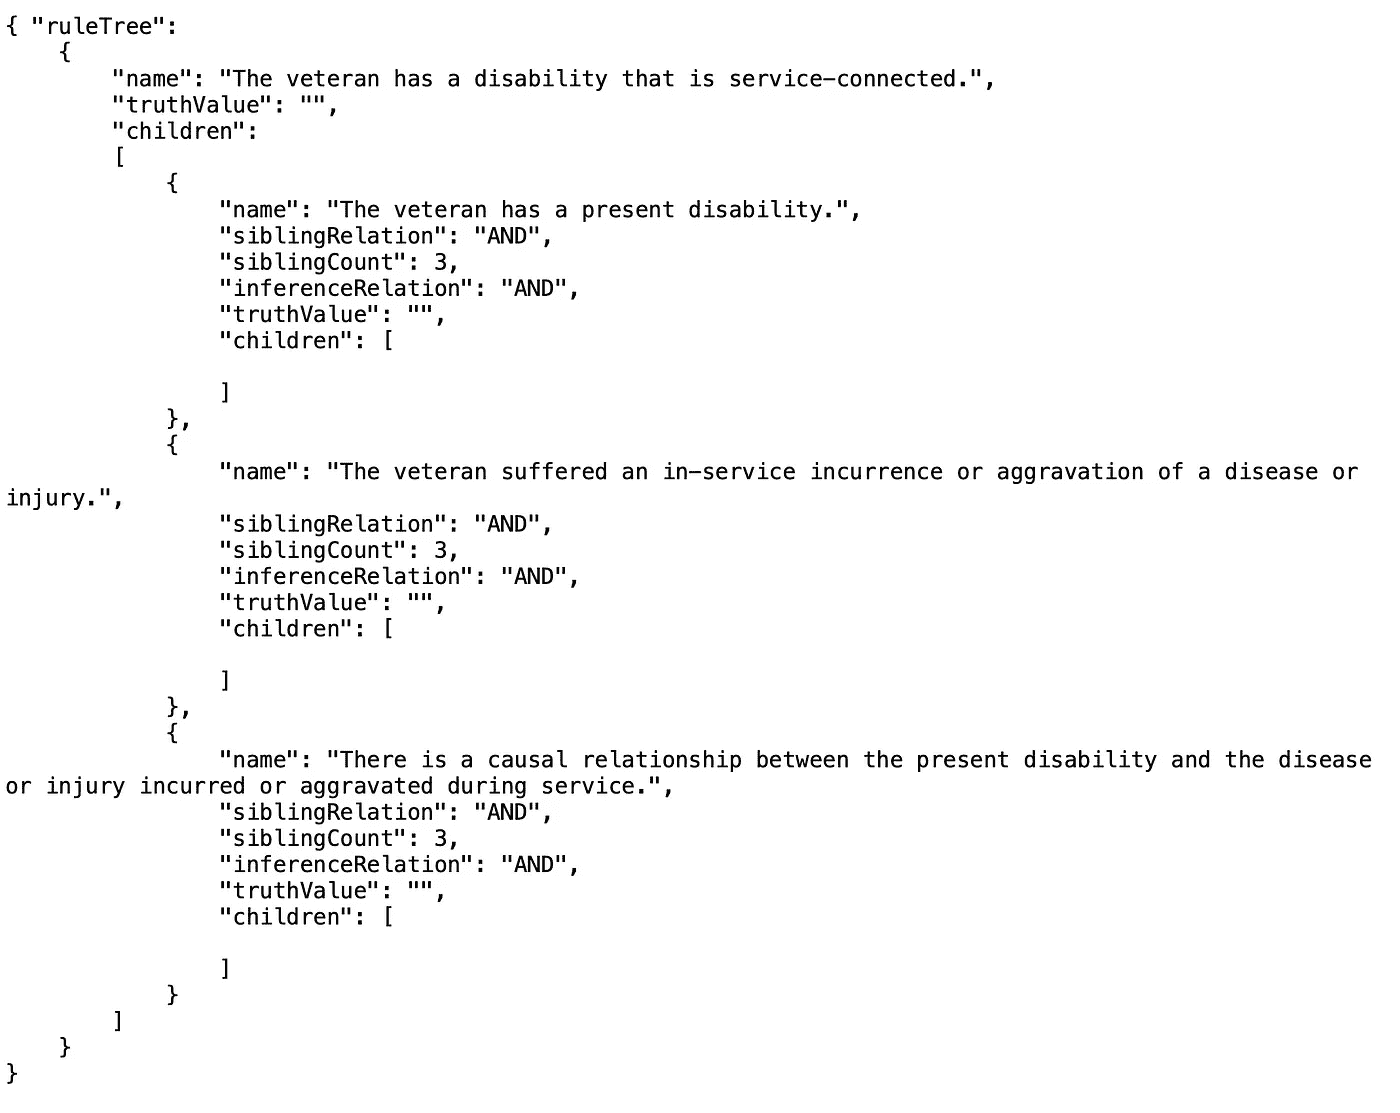 { "ruleTree":
    {
        "name": "The veteran has a disability that is service-connected.",
        "truthValue": "",
        "children":
        [
            {
                "name": "The veteran has a present disability.",
                "siblingRelation": "AND",
                "siblingCount": 3,
                "inferenceRelation": "AND",
                "truthValue": "",
                "children": [

                ]
            },
            {
                "name": "The veteran suffered an in-service incurrence or aggravation of a disease or
injury.",
                "siblingRelation": "AND",
                "siblingCount": 3,
                "inferenceRelation": "AND",
                "truthValue": "",
                "children": [

                ]
            },
            {
                "name": "There is a causal relationship between the present disability and the disease
or injury incurred or aggravated during service.",
                "siblingRelation": "AND",
                "siblingCount": 3,
                "inferenceRelation": "AND",
                "truthValue": "",
                "children": [

                ]
            }
        ]
    }
}